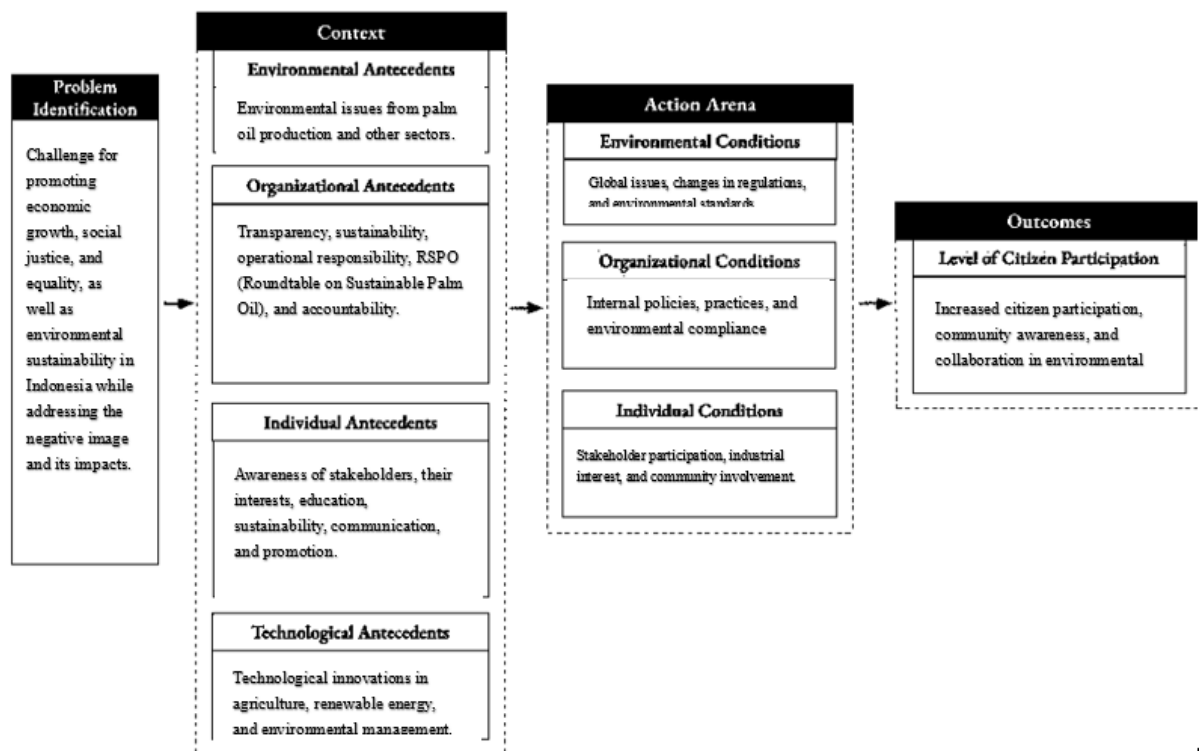 Problem
Identification
Challenge for
promoting
economic
growth, social
justice, and
equality, as
well as
environmental
sustainability in
Indonesia while
addressing the
negative image
and its impacts.
Context
Environmental Antecedents
Environmental issues from palm
oil production and other sectors.
Organizational Antecedents
Transparency, sustainability,
operational responsibility, RSPO
(Roundtable on Sustainable Palm
Oil), and accountability.
Individual Antecedents
Awareness of stakeholders, their
interests, education,
sustainability, communication,
and promotion.
Technological Antecedents
Technological innovations in
agriculture, renewable energy,
and environmental management.
Action Arena
Environmental Conditions
Global issues, changes in regulations,
and environmental standards
Organizational Conditions
Internal policies, practices, and
environmental compliance
Individual Conditions
Stakeholder participation, industrial
interest, and community involvement.
Outcomes
Level of Citizen Participation
Increased citizen participation,
community awareness, and
collaboration in environmental